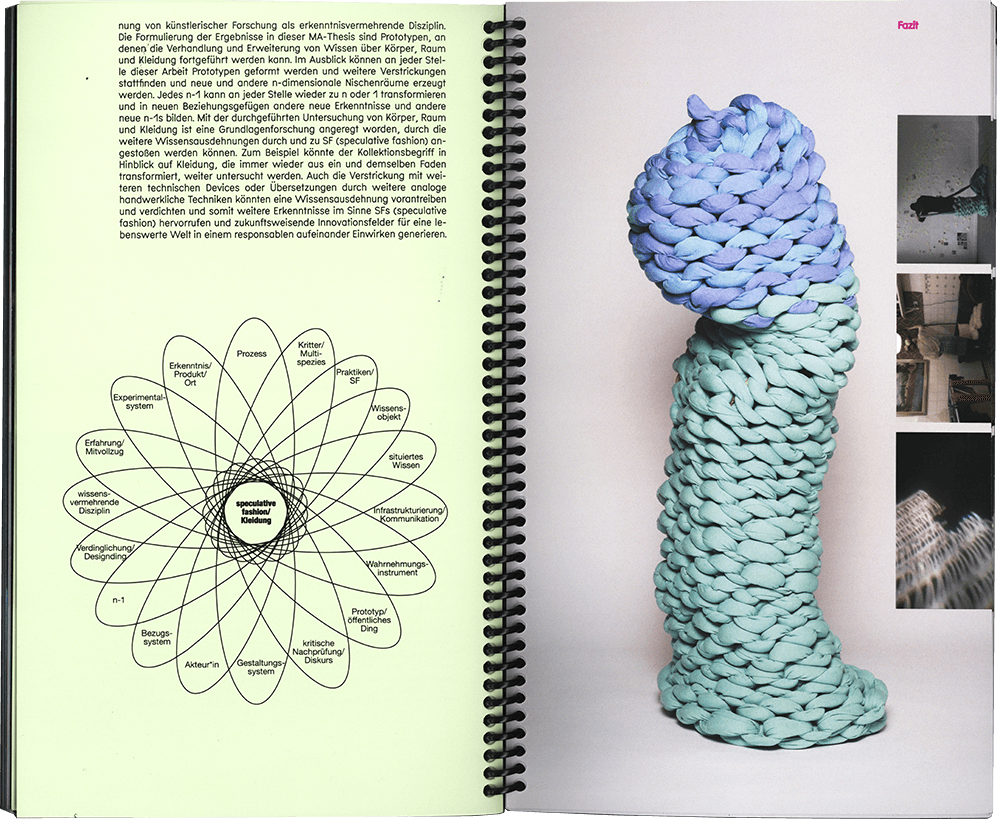 nung von künstlerischer Forschung als erkenntnisvermehrende Disziplin.
Die Formulierung der Ergebnisse in dieser MA-Thesis sind Prototypen, an
denen die Verhandlung und Erweiterung von Wissen über Körper, Raum
und Kleidung fortgeführt werden kann. Im Ausblick können an jeder Stel-
le dieser Arbeit Prototypen geformt werden und weitere Verstrickungen
stattfinden und neue und andere n-dimensionale Nischenräume erzeugt
werden. Jedes n-1 kann an jeder Stelle wieder zu n oder 1 transformieren
und in neuen Beziehungsgefügen andere neue Erkenntnisse und andere
neue n-1s bilden. Mit der durchgeführten Untersuchung von Körper, Raum
und Kleidung ist eine Grundlagenforschung angeregt worden, durch die
weitere Wissensausdehnungen durch und zu SF (speculative fashion) an-
gestoßen werden können. Zum Beispiel könnte der Kollektionsbegriff in
Hinblick auf Kleidung, die immer wieder aus ein und demselben Faden
transformiert, weiter untersucht werden. Auch die Verstrickung mit wei-
teren technischen Devices oder Übersetzungen durch weitere analoge
handwerkliche Techniken könnten eine Wissensausdehnung vorantreiben
und verdichten und somit weitere Erkenntnisse im Sinne SFs (speculative
fashion) hervorrufen und zukunftsweisende Innovationsfelder für eine le-
benswerte Welt in einem responsablen aufeinander Einwirken generieren.
Prozess
Kritter/
Multi-
spezies
Praktiken/
SF
Wissens-
objekt
situiertes
Wissen
Infrastrukturierung/
Kommunikation
Wahrnehmungs-
instrument
Prototyp/
öffentliches
Ding
kritische
Nachprüfung/
Diskurs
Gestaltungs-
system
Akteur*in
Bezugs-
system
n-1
Verdinglichung/
Designding
wissens-
vermehrende
Disziplin
Erfahrung/
Mitvollzug
Experimental-
system
Erkenntnis/
Produkt/
Ort
speculative
fashion/
Kleidung
Fazit